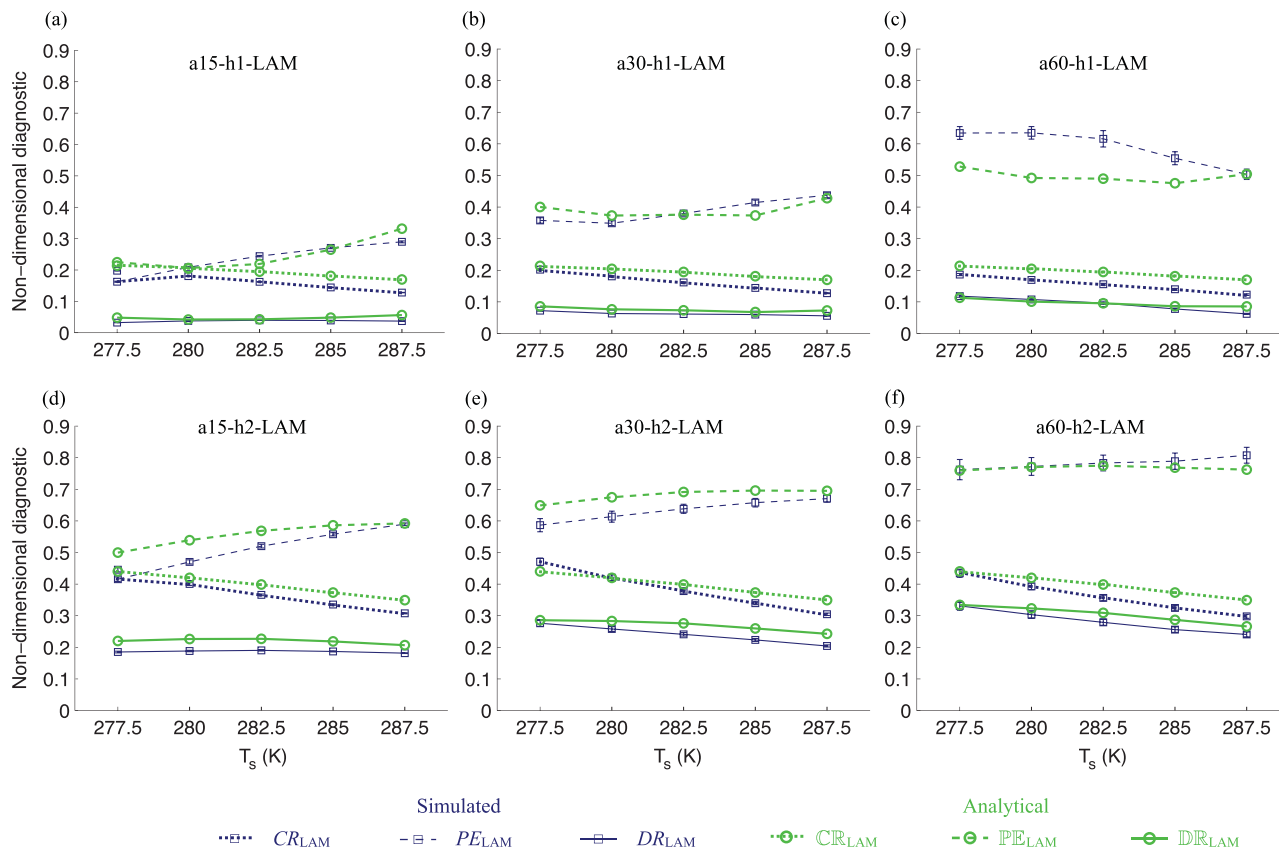 (a)
a15-h1-LAM
Non-dimensional diagnostic
0.9
0.8
0.7
0.6
0.5
0.4
0.3
0.2
0.1
0
277.5 280 282.5 285 287.5
(b)
a30-h1-LAM
0.9
0.8
0.7
0.6
0.5
0.4
0.3
0.2
0.1
0
277.5 280 282.5 285 287.5
(c)
a60-h1-LAM
0.9
0.8
0.7
0.6
0.5
0.4
0.3
0.2
0.1
0
277.5 280 282.5 285 287.5
(d)
a15-h2-LAM
Non-dimensional diagnostic
0.9
0.8
0.7
0.6
0.5
0.4
0.3
0.2
0.1
0
277.5 280 282.5 285 287.5
T_s (K)
(e)
a30-h2-LAM
0.9
0.8
0.7
0.6
0.5
0.4
0.3
0.2
0.1
0
277.5 280 282.5 285 287.5
T_s (K)
(f)
a60-h2-LAM
0.9
0.8
0.7
0.6
0.5
0.4
0.3
0.2
0.1
0
277.5 280 282.5 285 287.5
T_s (K)
Simulated Analytical
CR_LAM PE_LAM DR_LAM ℂℝ_LAM ℙ𝔼_LAM 𝔻ℝ_LAM